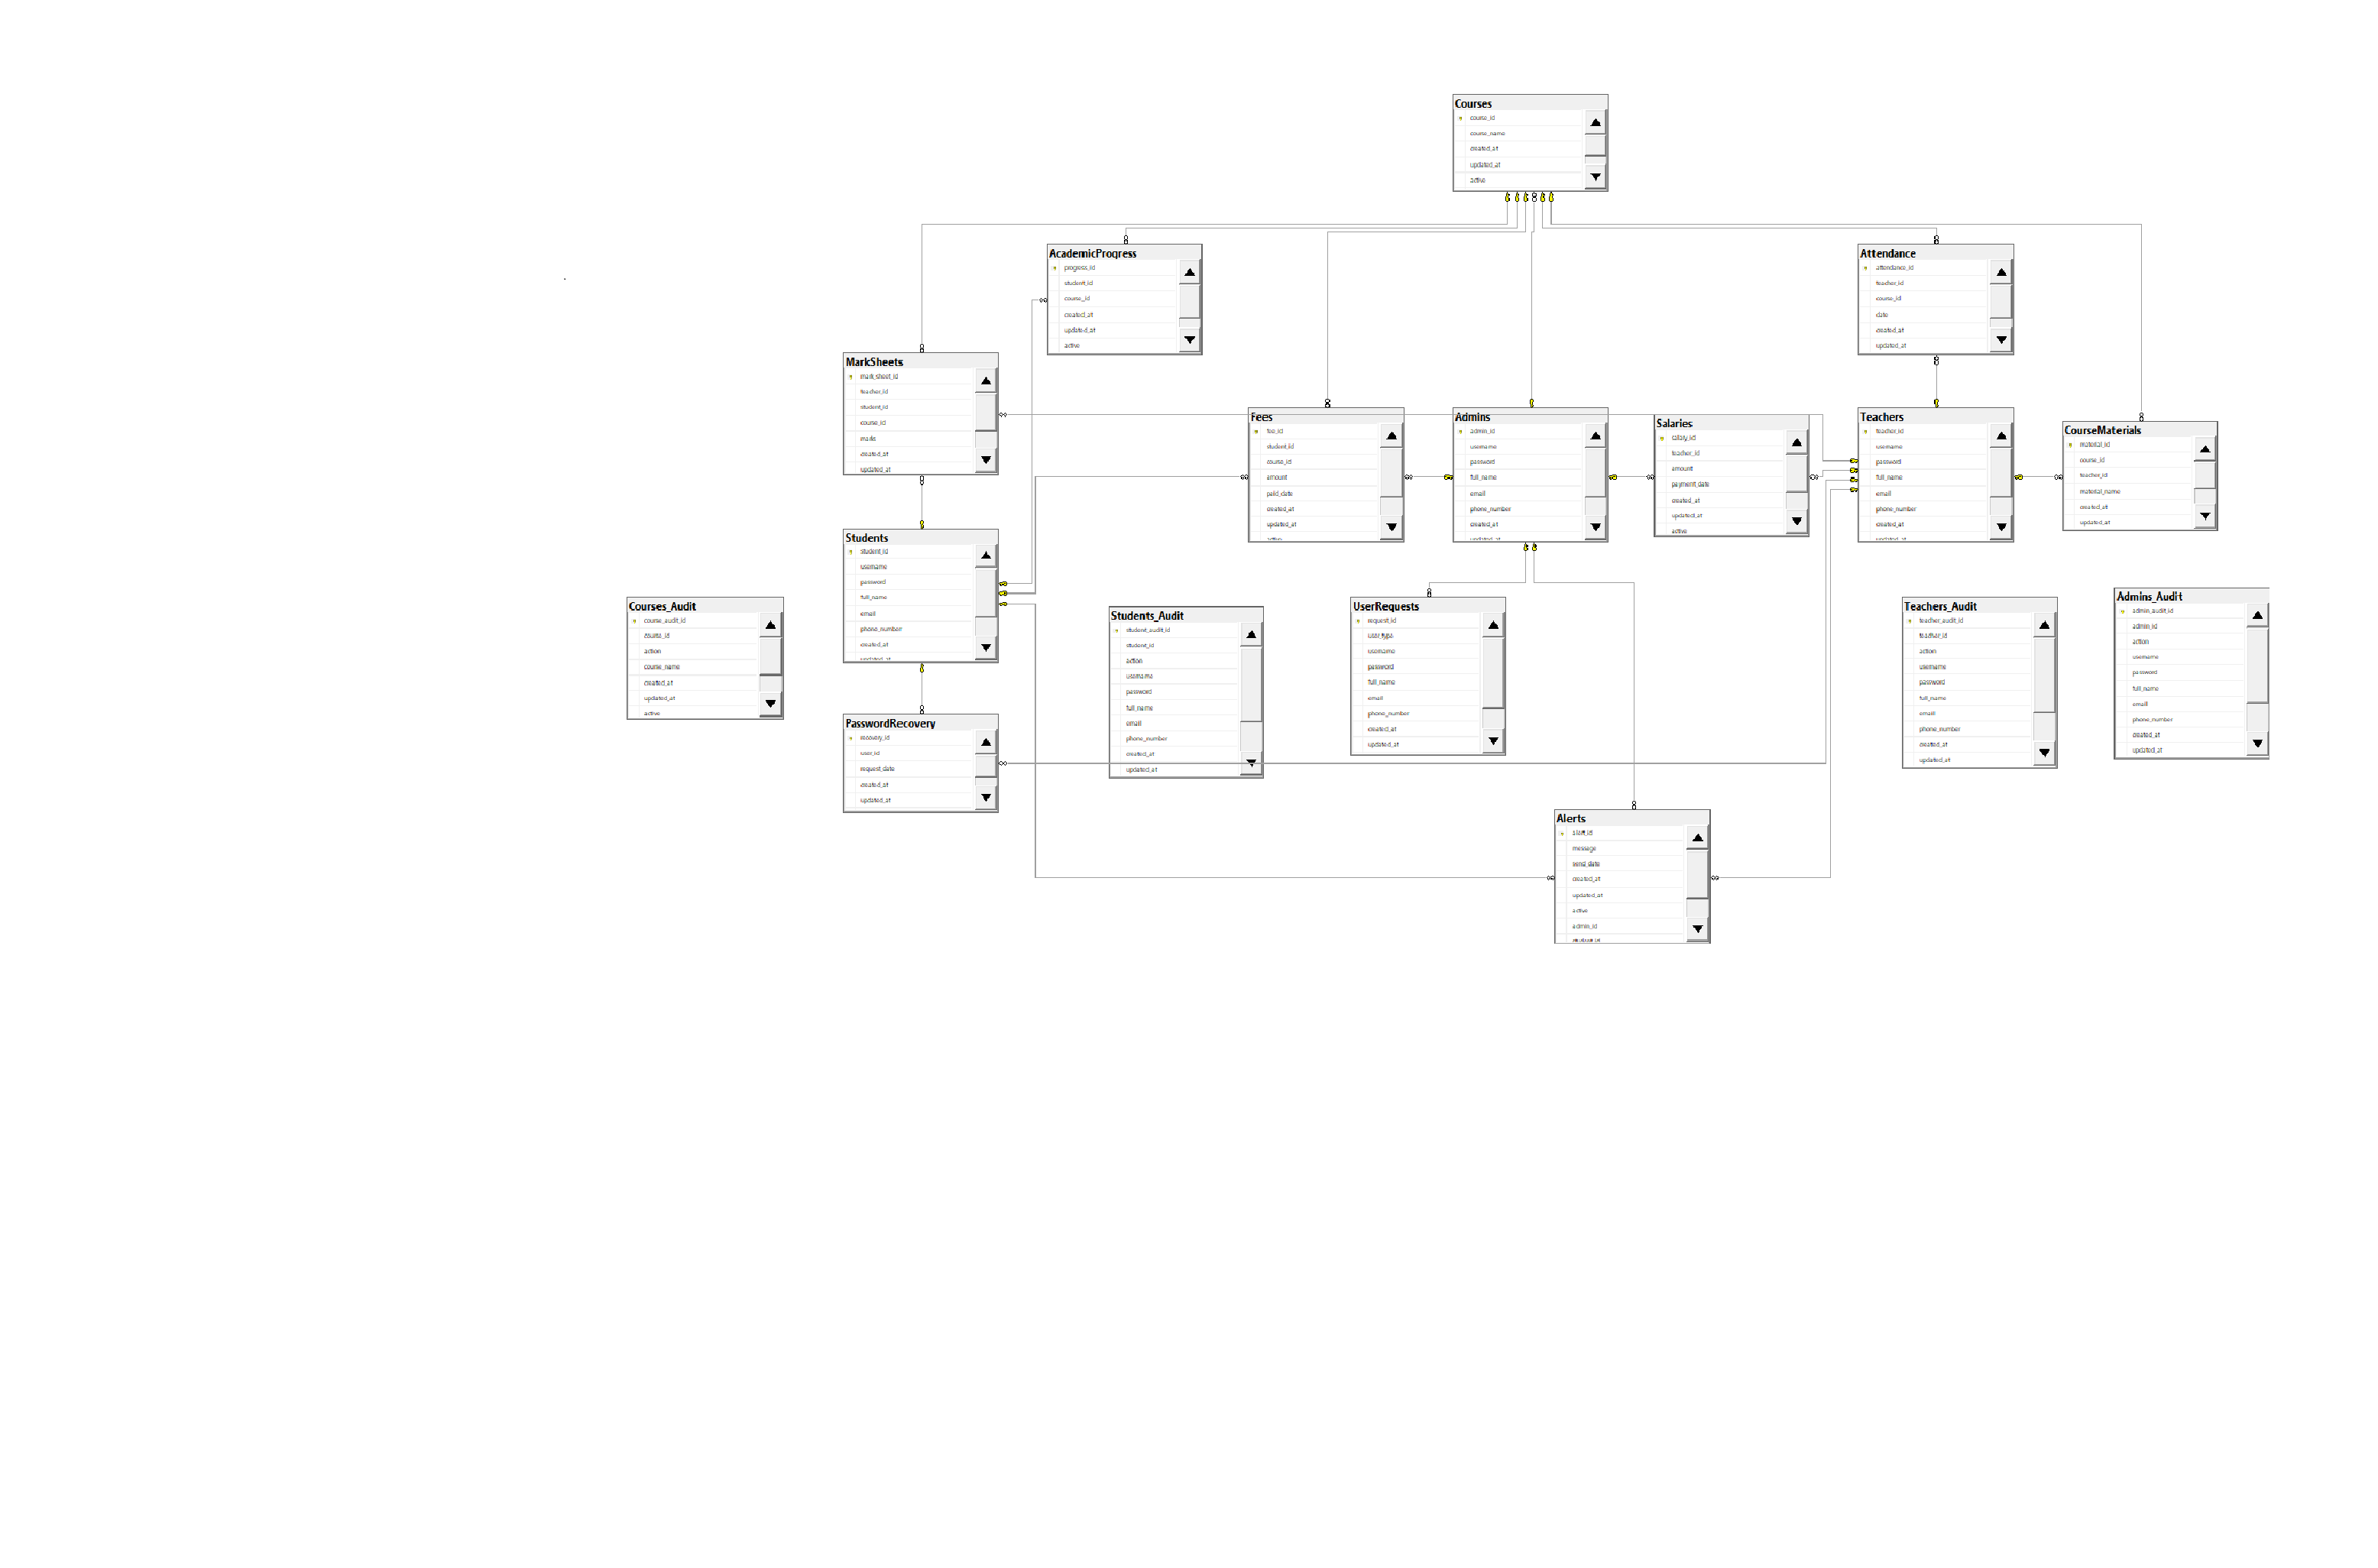 Courses
course_id
course_name
created_at
updated_at
active
AcademicProgress
progress_id
student_id
course_id
created_at
updated_at
active
Attendance
attendance_id
teacher_id
course_id
date
created_at
updated_at
MarkSheets
mark_sheet_id
teacher_id
student_id
course_id
marks
created_at
updated_at
Fees
fee_id
student_id
course_id
amount
paid_date
created_at
updated_at
active
Admins
admin_id
username
password
full_name
email
phone_number
created_at
updated_at
Salaries
salary_id
teacher_id
amount
payment_date
created_at
updated_at
active
Teachers
teacher_id
username
password
full_name
email
phone_number
created_at
updated_at
CourseMaterials
material_id
course_id
teacher_id
material_name
created_at
updated_at
Students
student_id
username
password
full_name
email
phone_number
created_at
updated_at
Courses_Audit
course_audit_id
course_id
action
course_name
created_at
updated_at
active
Students_Audit
student_audit_id
student_id
action
username
password
full_name
email
phone_number
created_at
updated_at
UserRequests
request_id
user_type
username
password
full_name
email
phone_number
created_at
updated_at
Teachers_Audit
teacher_audit_id
teacher_id
action
username
password
full_name
email
phone_number
created_at
updated_at
Admins_Audit
admin_audit_id
admin_id
action
username
password
full_name
email
phone_number
created_at
updated_at
PasswordRecovery
recovery_id
user_id
request_date
created_at
updated_at
Alerts
alert_id
message
send_date
created_at
updated_at
active
admin_id